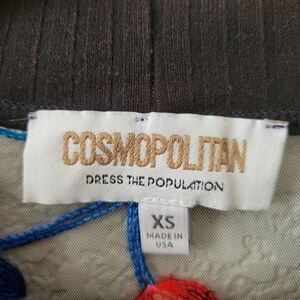 COSMOPOLITAN
DRESS THE POPULATION
XS
MADE IN
USA